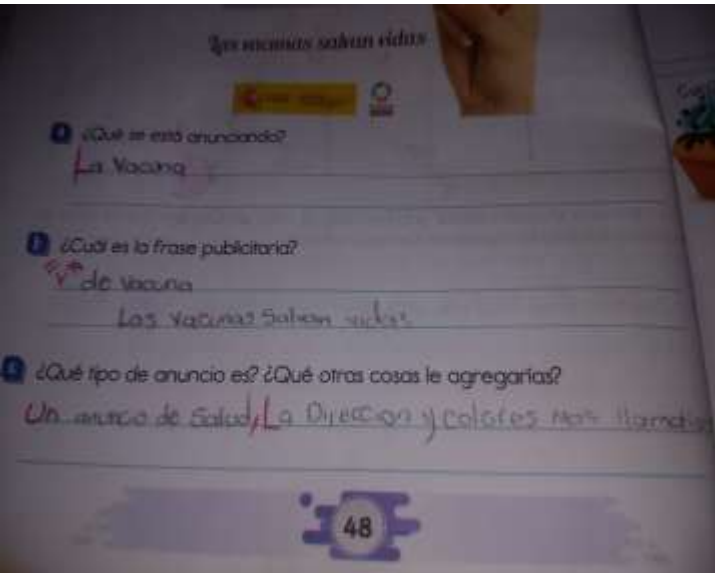 Las vacunas salvan vidas
¿Qué se está anunciando?
La Vacuna
¿Cuál es la frase publicitaria?
"V" de Vacuna
Las Vacunas Salvan vidas
¿Qué tipo de anuncio es? ¿Qué otras cosas le agregarías?
Un anuncio de Salud, La Direccion y colores Mas
48